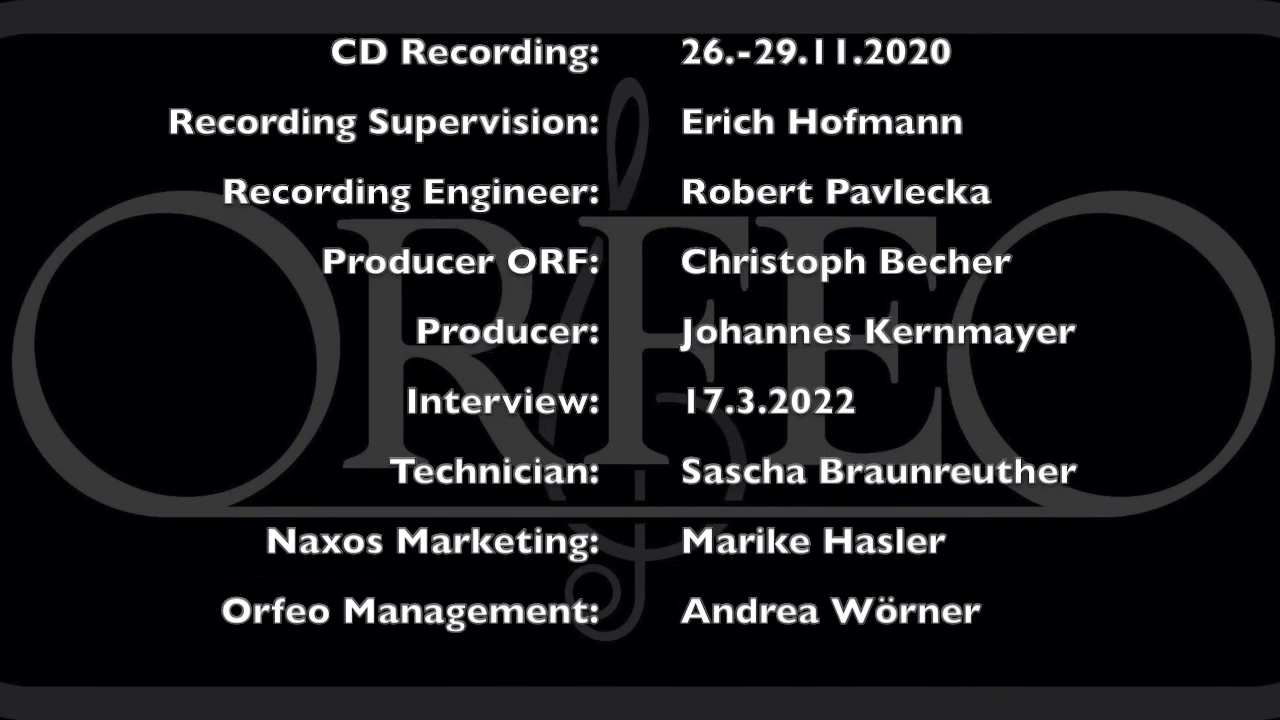 CD Recording: 26.-29.11.2020
Recording Supervision: Erich Hofmann
Recording Engineer: Robert Pavlecka
Producer ORF: Christoph Becher
Producer: Johannes Kernmayer
Interview: 17.3.2022
Technician: Sascha Braunreuther
Naxos Marketing: Marike Hasler
Orfeo Management: Andrea Wörner
ORFEO